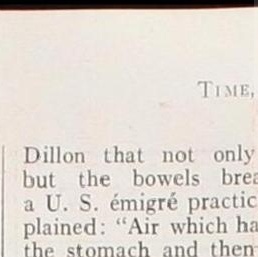 TIME,
Dillon that not only
but the bowels brea
a U. S. émigré practic
plained: “Air which ha
the stomach and then